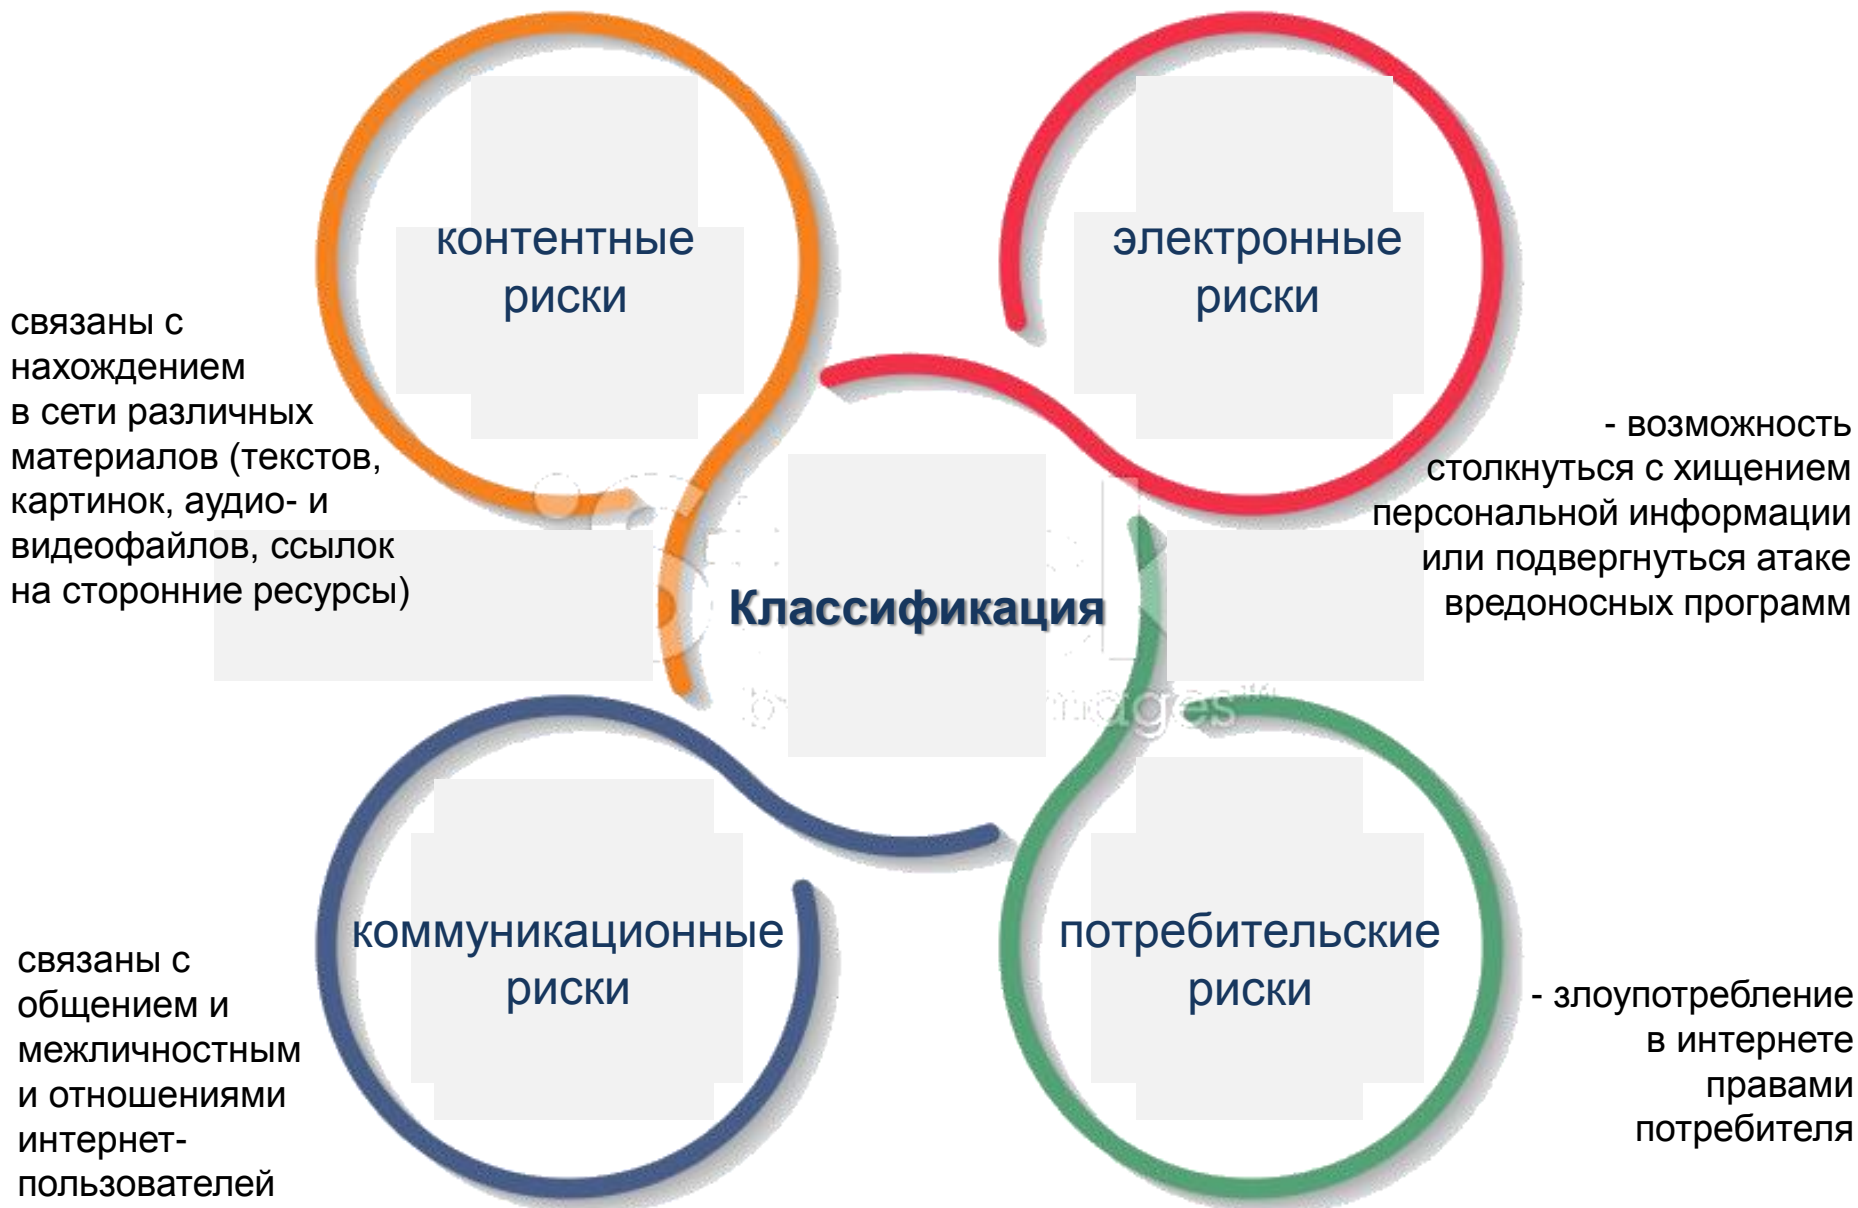 контентные
риски
связаны с
нахождением
в сети различных
материалов (текстов,
картинок, аудио- и
видеофайлов, ссылок
на сторонние ресурсы)
электронные
риски
- возможность
столкнуться с хищением
персональной информации
или подвергнуться атаке
вредоносных программ
Классификация
коммуникационные
риски
связаны с
общением и
межличностным
и отношениями
интернет-
пользователей
потребительские
риски
- злоупотребление
в интернете
правами
потребителя